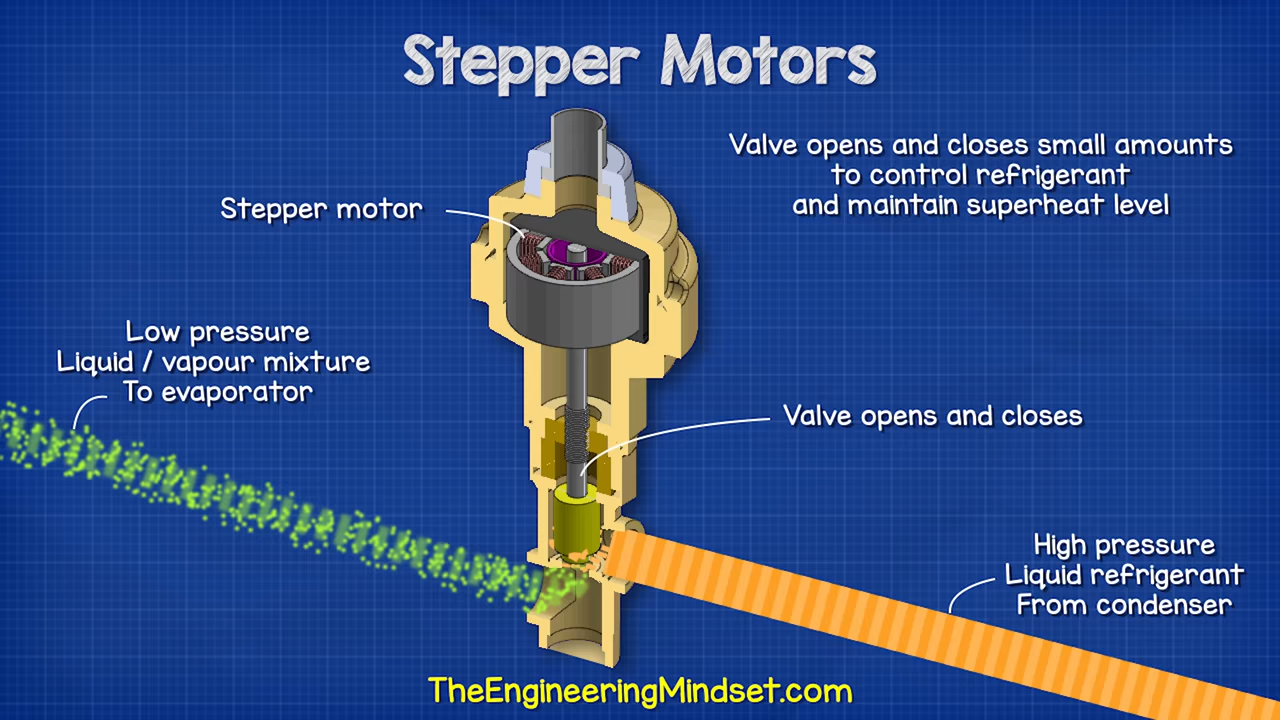 Stepper Motors
Valve opens and closes small amounts
to control refrigerant
and maintain superheat level
Stepper motor
Low pressure
Liquid / vapour mixture
To evaporator
Valve opens and closes
High pressure
Liquid refrigerant
From condenser
TheEngineeringMindset.com